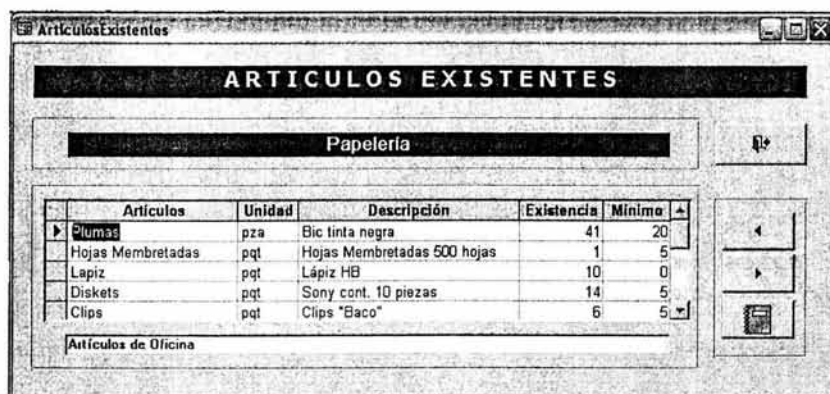 ArticulosExistentes
ARTICULOS EXISTENTES
Papelería
Artículos Unidad Descripción Existencia Mínimo
Plumas pza Bic tinta negra 41 20
Hojas Membretadas pqt Hojas Membretadas 500 hojas 1 5
Lapiz pqt Lápiz HB 10 0
Diskets pqt Sony cont. 10 piezas 14 5
Clips pqt Clips "Baco" 6 5
Artículos de Oficina